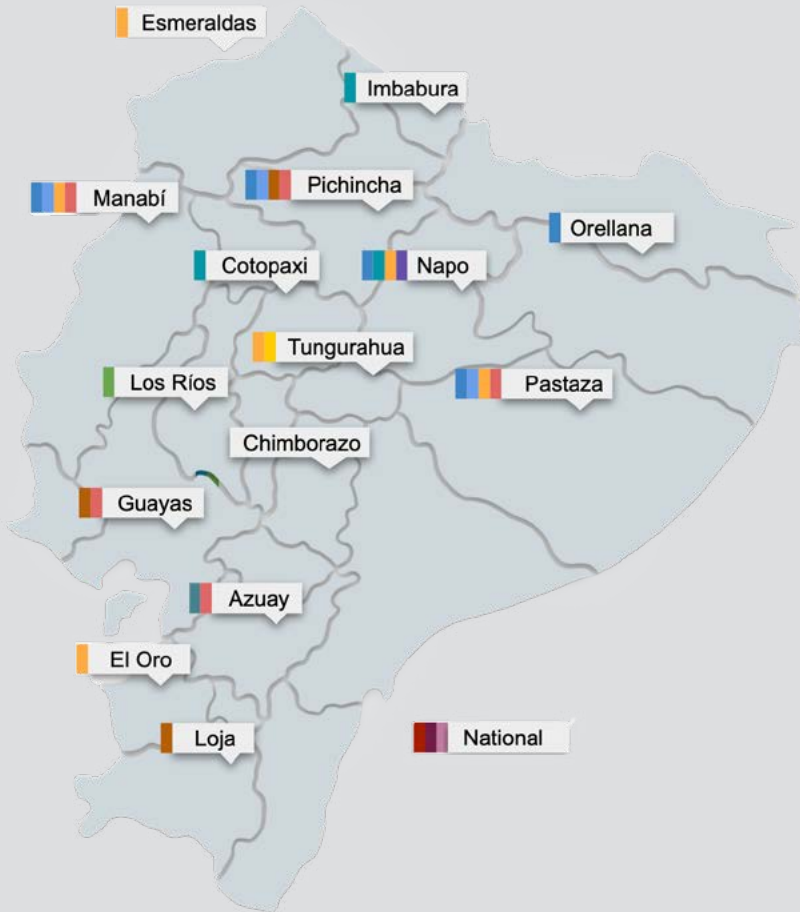 Esmeraldas
Imbabura
Pichincha
Manabí
Orellana
Cotopaxi
Napo
Tungurahua
Los Ríos
Pastaza
Chimborazo
Guayas
Azuay
El Oro
Loja
National